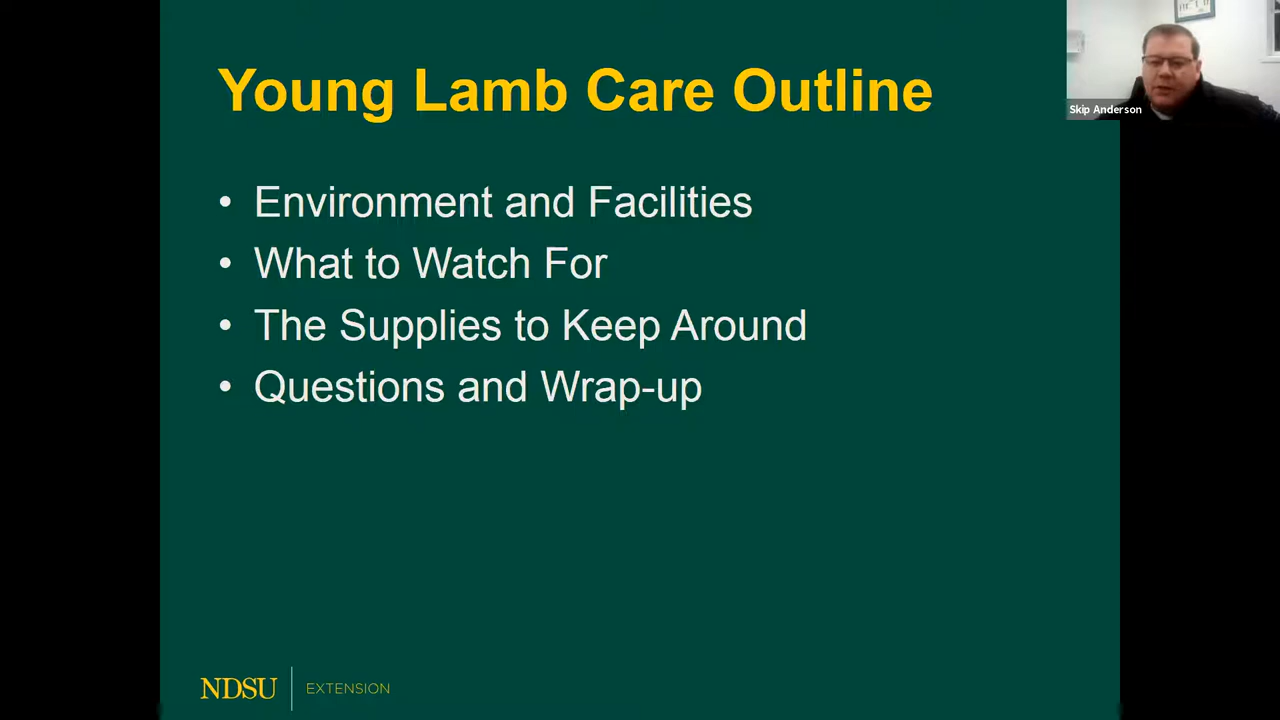 Young Lamb Care Outline
Skip Anderson
• Environment and Facilities
• What to Watch For
• The Supplies to Keep Around
• Questions and Wrap-up
NDSU EXTENSION